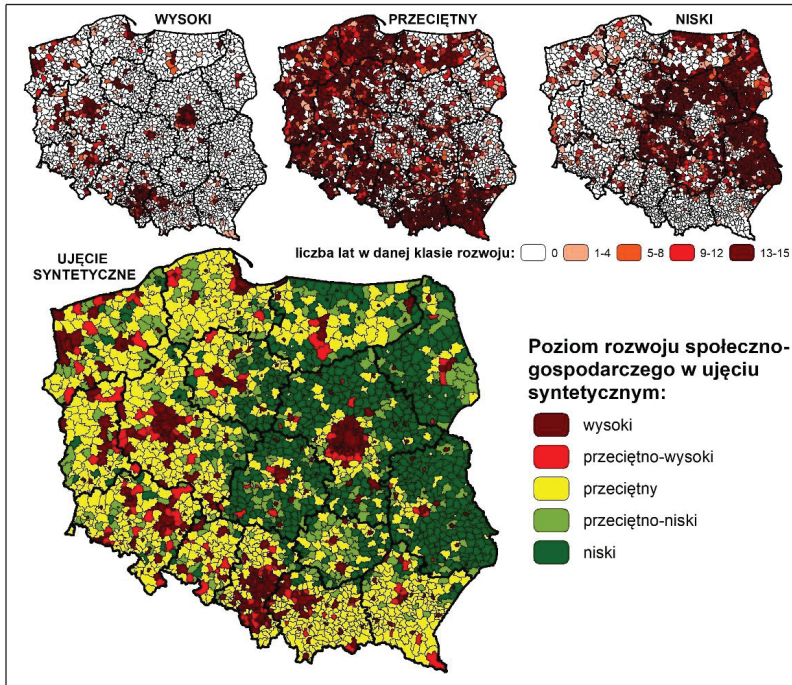 WYSOKI
PRZECIĘTNY
NISKI
liczba lat w danej klasie rozwoju: 0 1-4 5-8 9-12 13-15
UJĘCIE
SYNTETYCZNE
Poziom rozwoju społeczno-
gospodarczego w ujęciu
syntetycznym:
wysoki
przeciętno-wysoki
przeciętny
przeciętno-niski
niski